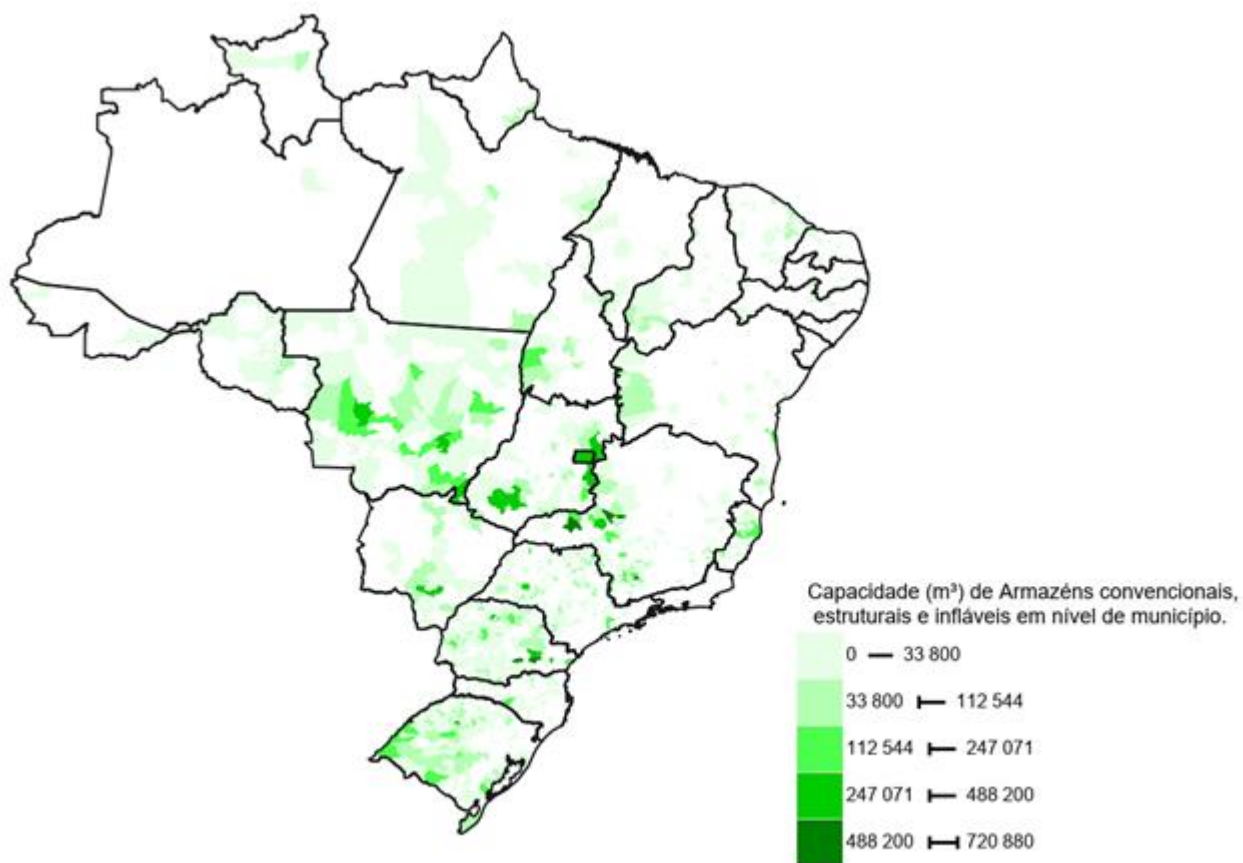 Capacidade (m³) de Armazéns convencionais,
estruturais e infláveis em nível de município.
0 — 33 800
33 800 ⊢ 112 544
112 544 ⊢ 247 071
247 071 ⊢ 488 200
488 200 ⊢⊣ 720 880